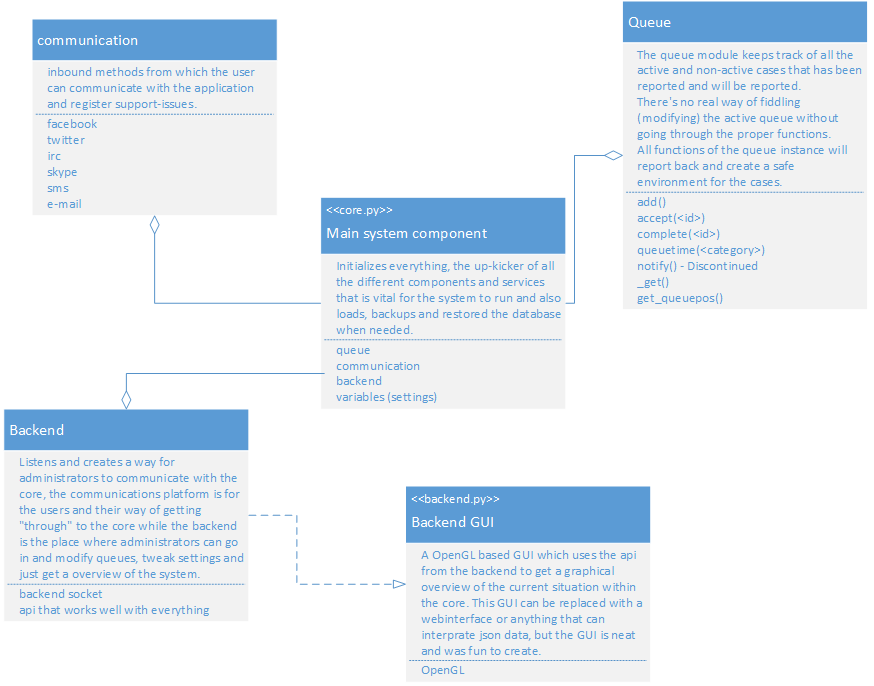 communication
inbound methods from which the user
can communicate with the application
and register support-issues.
facebook
twitter
irc
skype
sms
e-mail
Queue
The queue module keeps track of all the
active and non-active cases that has been
reported and will be reported.
There's no real way of fiddling
(modifying) the active queue without
going through the proper functions.
All functions of the queue instance will
report back and create a safe
environment for the cases.
add()
accept(<id>)
complete(<id>)
queuetime(<category>)
notify() - Discontinued
_get()
get_queuepos()
<<core.py>>
Main system component
Initializes everything, the up-kicker of all
the different components and services
that is vital for the system to run and also
loads, backups and restored the database
when needed.
queue
communication
backend
variables (settings)
Backend
Listens and creates a way for
administrators to communicate with the
core, the communications platform is for
the users and their way of getting
"through" to the core while the backend
is the place where administrators can go
in and modify queues, tweak settings and
just get a overview of the system.
backend socket
api that works well with everything
<<backend.py>>
Backend GUI
A OpenGL based GUI which uses the api
from the backend to get a graphical
overview of the current situation within
the core. This GUI can be replaced with a
webinterface or anything that can
interprate json data, but the GUI is neat
and was fun to create.
OpenGL